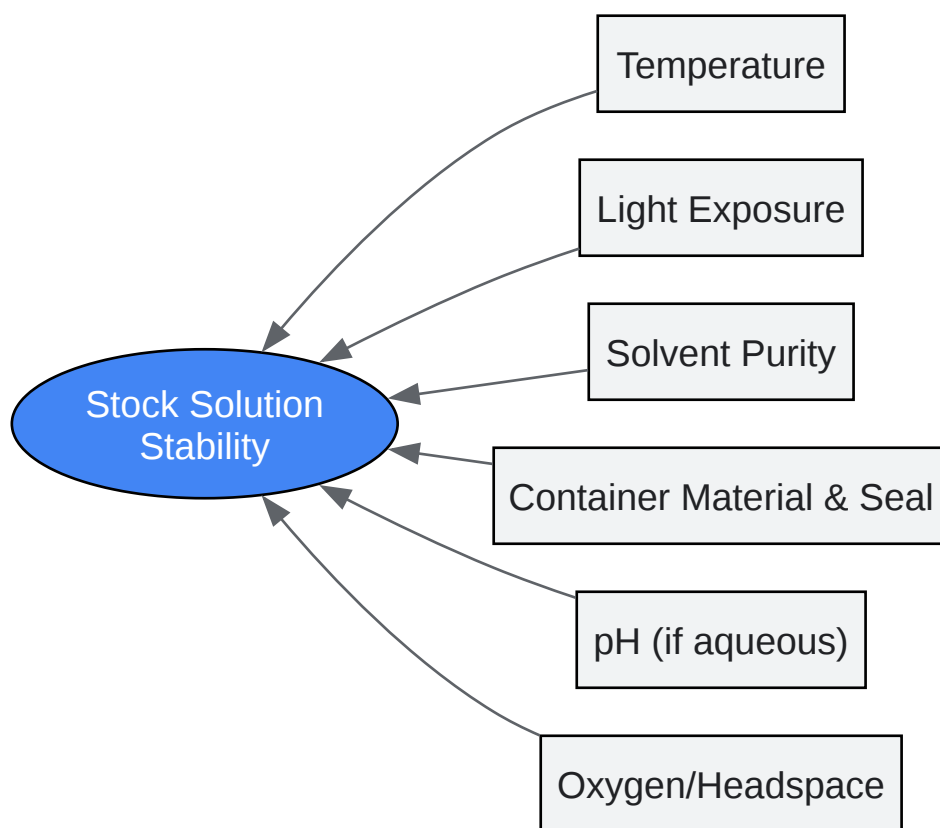 Temperature
Light Exposure
Solvent Purity
Stock Solution
Stability
Container Material & Seal
pH (if aqueous)
Oxygen/Headspace